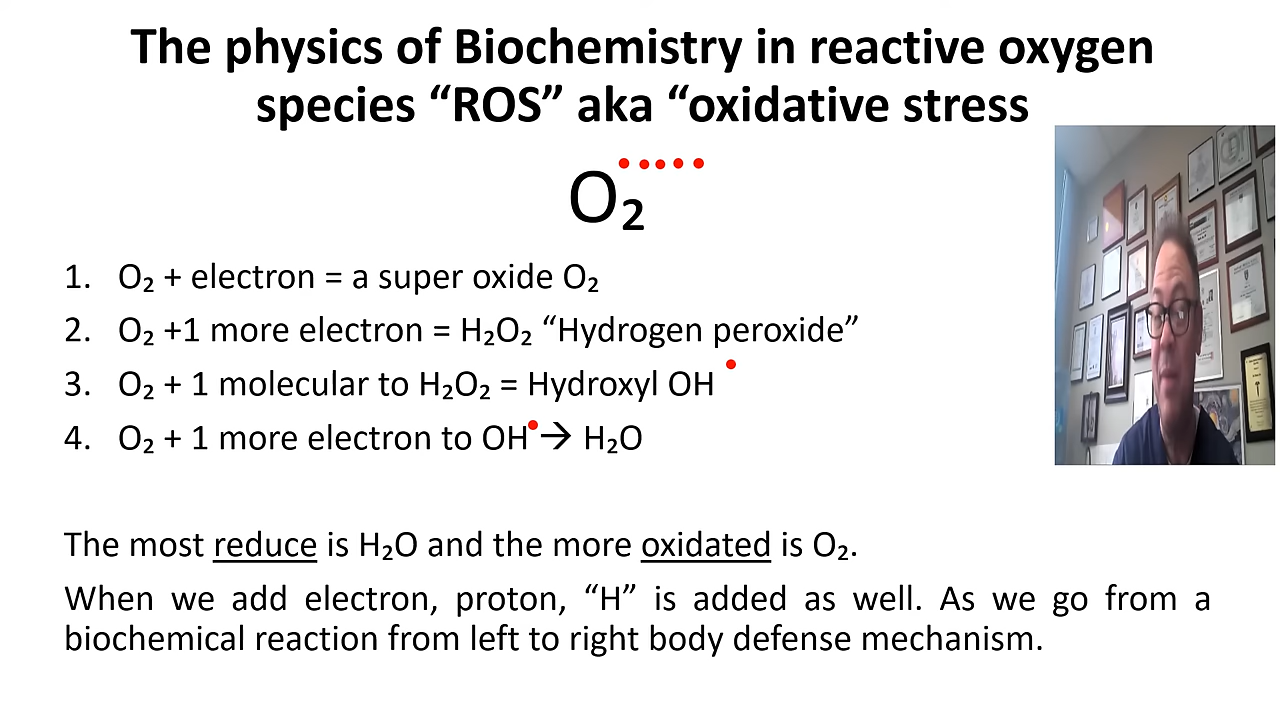 The physics of Biochemistry in reactive oxygen
species “ROS” aka “oxidative stress
O₂
1. O₂ + electron = a super oxide O₂
2. O₂ +1 more electron = H₂O₂ “Hydrogen peroxide”
3. O₂ + 1 molecular to H₂O₂ = Hydroxyl OH•
4. O₂ + 1 more electron to OH•→ H₂O
The most reduce is H₂O and the more oxidated is O₂.
When we add electron, proton, “H” is added as well. As we go from a
biochemical reaction from left to right body defense mechanism.